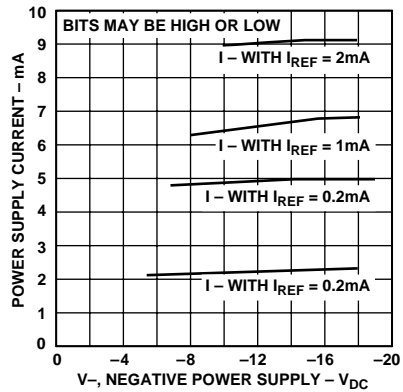 BITS MAY BE HIGH OR LOW
POWER SUPPLY CURRENT – mA
10
9
8
7
6
5
4
3
2
1
0
I – WITH IREF = 2mA
I – WITH IREF = 1mA
I – WITH IREF = 0.2mA
I – WITH IREF = 0.2mA
0 –4 –8 –12 –16 –20
V–, NEGATIVE POWER SUPPLY – VDC